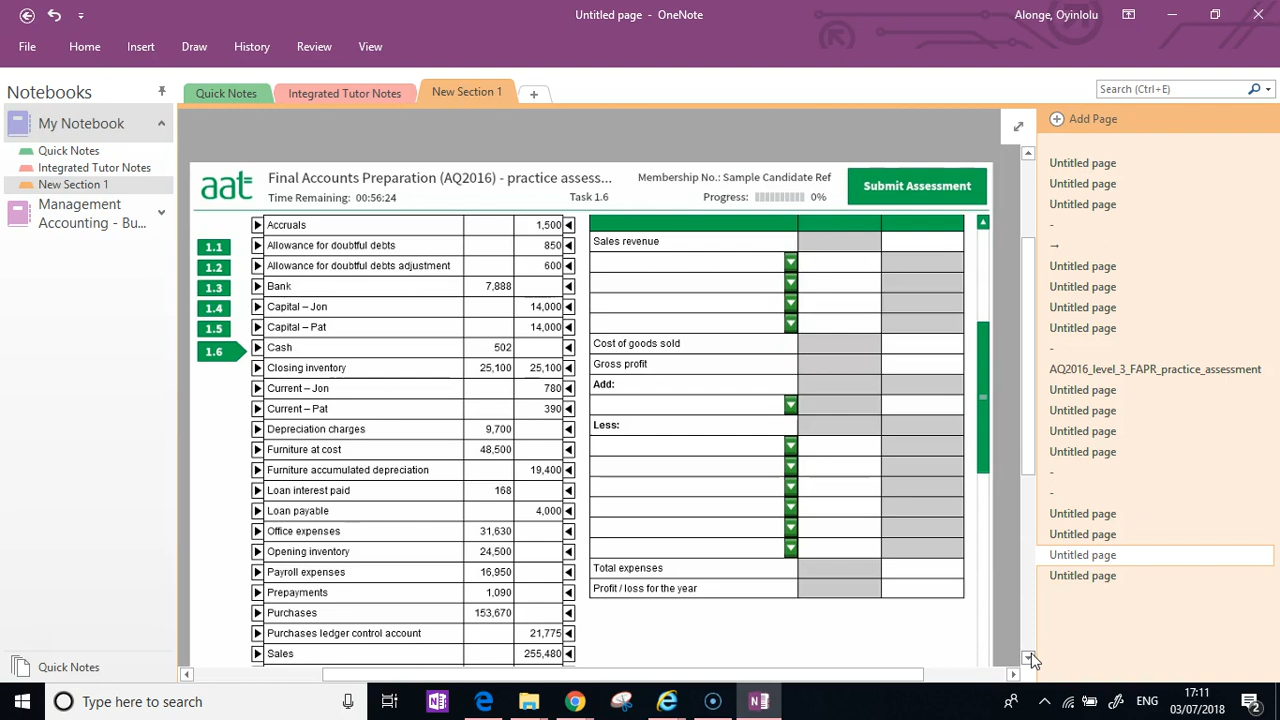 Untitled page - OneNote
Alonge, Oyinlolu
File Home Insert Draw History Review View
Notebooks
My Notebook
Quick Notes
Integrated Tutor Notes
New Section 1
Management
Accounting - Bu...
Quick Notes
Quick Notes Integrated Tutor Notes New Section 1 +
Search (Ctrl+E)
aat
Final Accounts Preparation (AQ2016) - practice assess...
Time Remaining: 00:56:24 Task 1.6
Membership No.: Sample Candidate Ref
Progress: 0%
Submit Assessment
1.1
1.2
1.3
1.4
1.5
1.6
Accruals 1,500
Allowance for doubtful debts 850
Allowance for doubtful debts adjustment 600
Bank 7,888
Capital – Jon 14,000
Capital – Pat 14,000
Cash 502
Closing inventory 25,100 25,100
Current – Jon 780
Current – Pat 390
Depreciation charges 9,700
Furniture at cost 48,500
Furniture accumulated depreciation 19,400
Loan interest paid 168
Loan payable 4,000
Office expenses 31,630
Opening inventory 24,500
Payroll expenses 16,950
Prepayments 1,090
Purchases 153,670
Purchases ledger control account 21,775
Sales 255,480
Sales revenue
Cost of goods sold
Gross profit
Add:
Less:
Total expenses
Profit / loss for the year
Add Page
Untitled page
Untitled page
Untitled page
-
→
Untitled page
Untitled page
Untitled page
Untitled page
-
AQ2016_level_3_FAPR_practice_assessment
Untitled page
Untitled page
Untitled page
Untitled page
-
-
Untitled page
Untitled page
Untitled page
Untitled page
Type here to search
ENG
17:11
03/07/2018
2